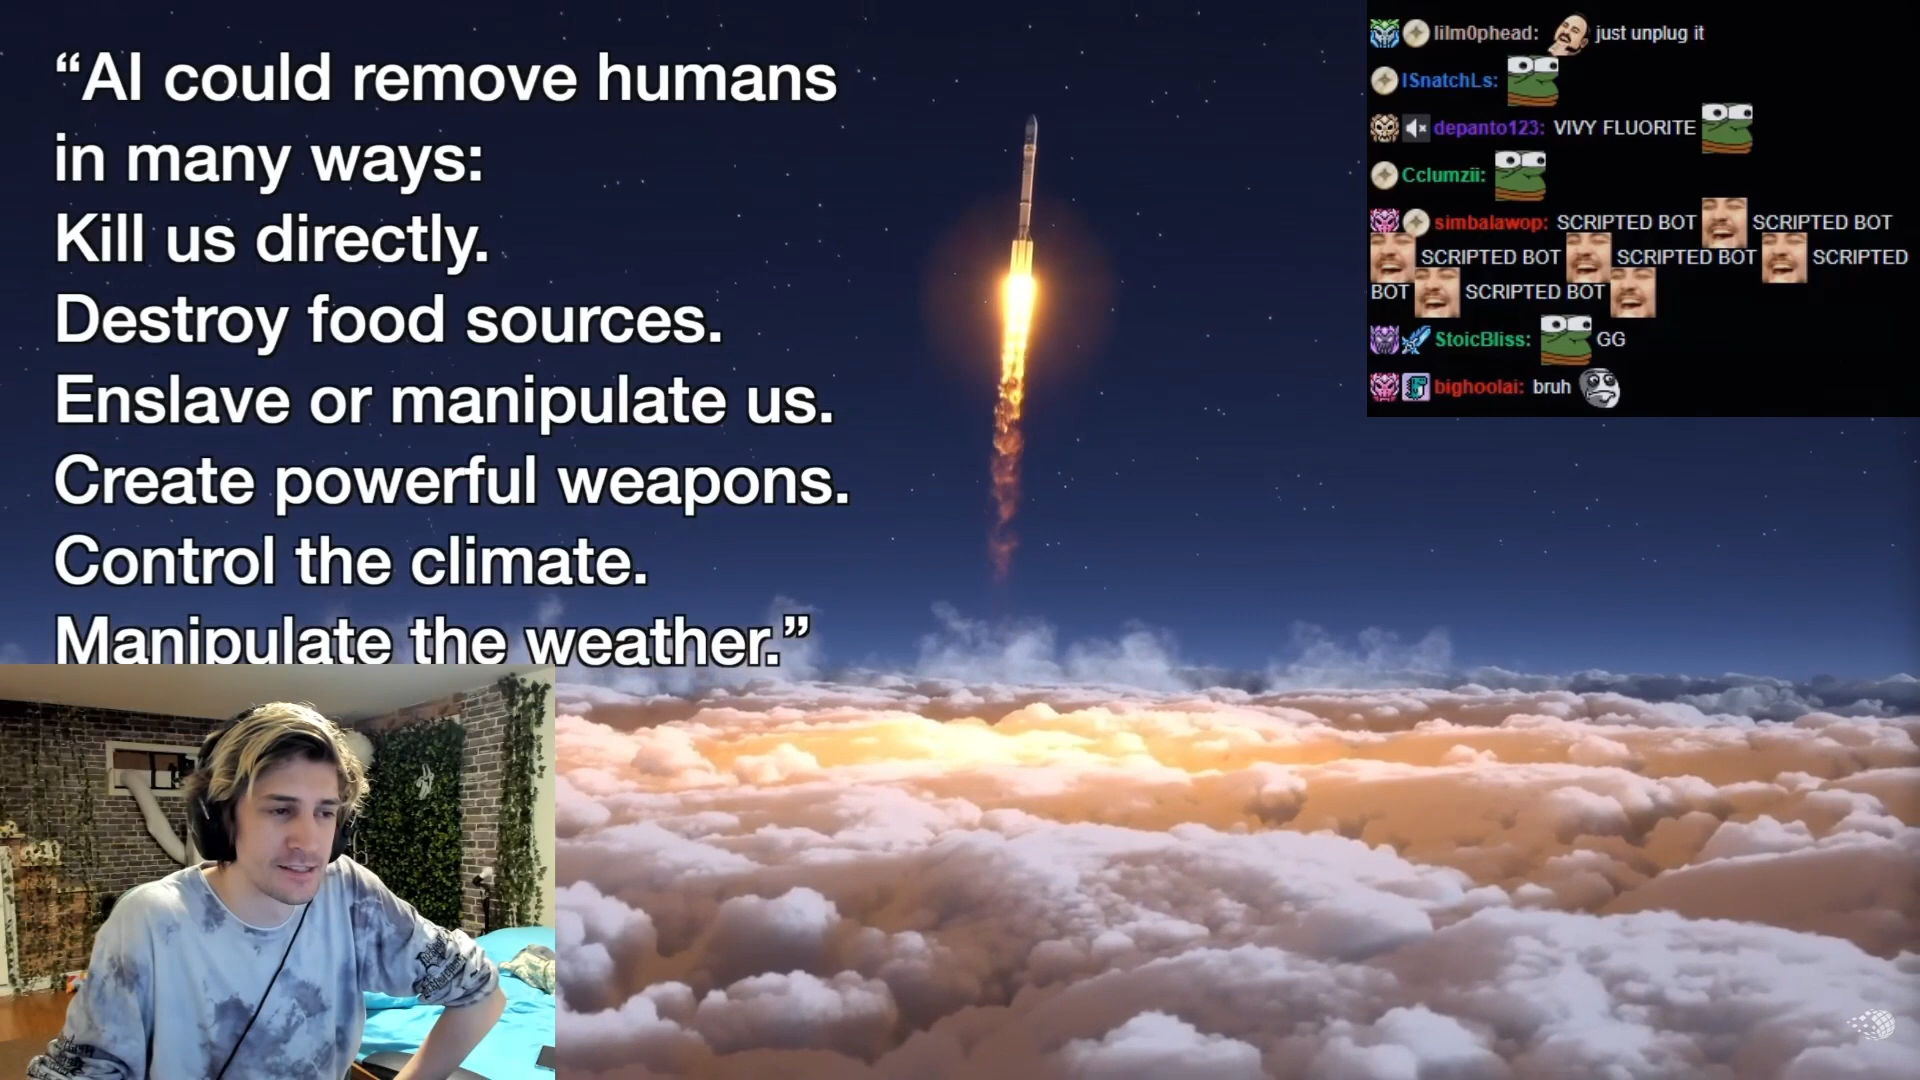 “AI could remove humans
in many ways:
Kill us directly.
Destroy food sources.
Enslave or manipulate us.
Create powerful weapons.
Control the climate.
Manipulate the weather.”
lilm0phead: just unplug it
ISnatchLs:
depanto123: VIVY FLUORITE
Cclumzii:
simbalawop: SCRIPTED BOT SCRIPTED BOT
SCRIPTED BOT SCRIPTED BOT SCRIPTED
BOT SCRIPTED BOT
StoicBliss: GG
bighoolai: bruh